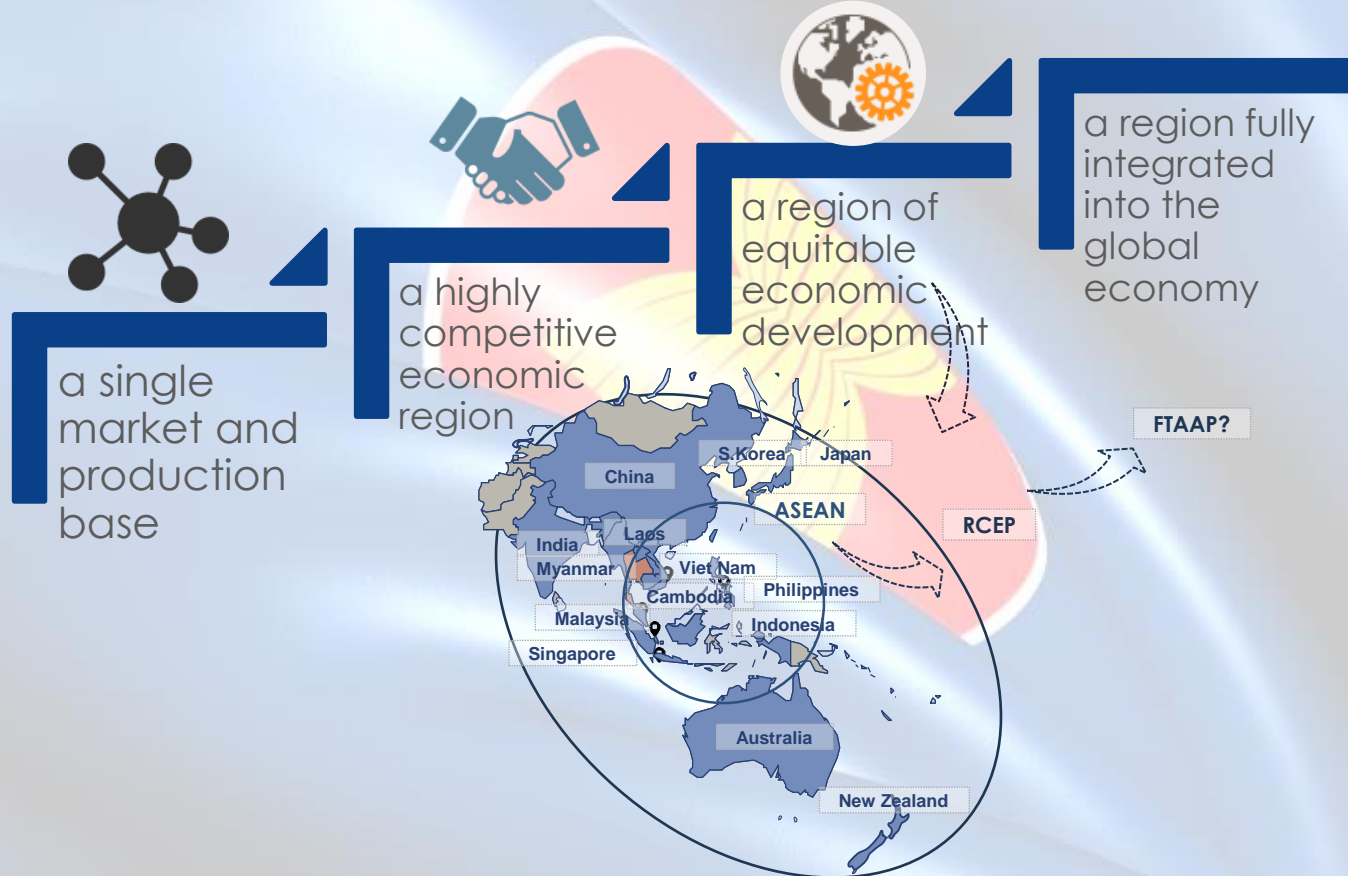 a single
market and
production
base
a highly
competitive
economic
region
a region of
equitable
economic
development
a region fully
integrated
into the
global
economy
FTAAP?
S.Korea
Japan
China
ASEAN
RCEP
India
Laos
Myanmar
Viet Nam
Cambodia
Philippines
Malaysia
Indonesia
Singapore
Australia
New Zealand